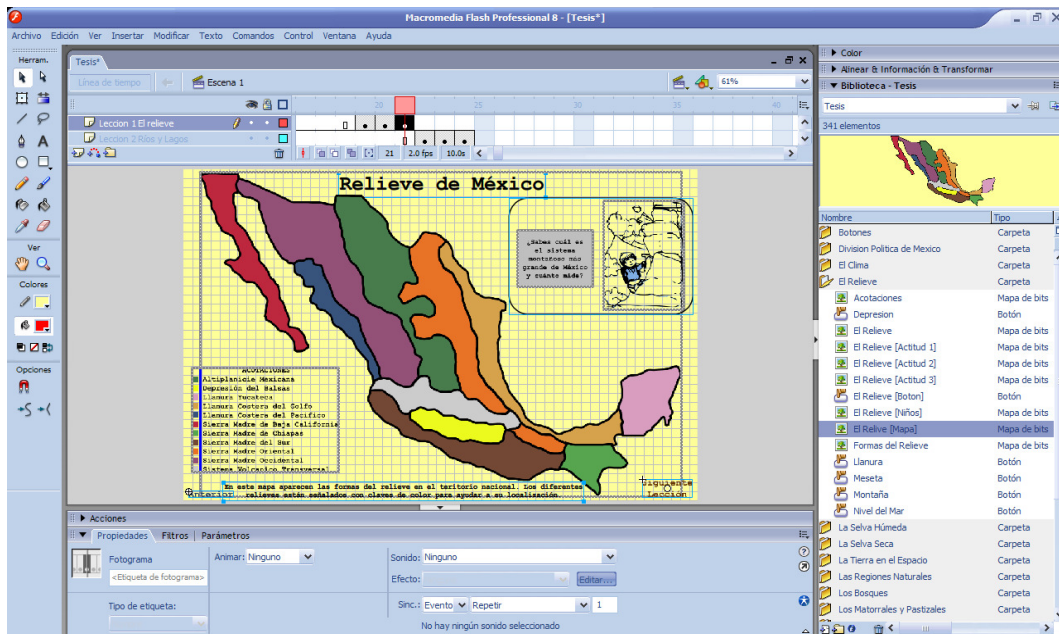 Macromedia Flash Professional 8 - [Tesis*]
Archivo Edición Ver Insertar Modificar Texto Comandos Control Ventana Ayuda
Herram.
Ver
Colores
Opciones
Tesis*
Línea de tiempo
Escena 1
61%
20 25 30 35 40
Leccion 1 El relieve
Leccion 2 Rios y Lagos
21 2.0 fps 10.0s
Relieve de México
¿Sabes cuál es
el sistema
montañoso más
grande de México
y cuánto mide?
ACOTACIONES
Altiplanicie Mexicana
Depresión del Balsas
Llanura Yucateca
Llanura Costera del Golfo
Llanura Costera del Pacifico
Sierra Madre de Baja California
Sierra Madre de Chiapas
Sierra Madre del Sur
Sierra Madre Oriental
Sierra Madre Occidental
Sistema Volcanico Transversal
En este mapa aparecen las formas del relieve en el territorio nacional. Los diferentes
relieves están señalados con claves de color para ayudar a su localización.
Anterior
Siguiente
Lección
Acciones
Propiedades Filtros Parámetros
Fotograma
<Etiqueta de fotograma>
Tipo de etiqueta:
Animar: Ninguno
Sonido: Ninguno
Efecto:
Editar...
Sinc.: Evento Repetir 1
No hay ningún sonido seleccionado
Color
Alinear & Información & Transformar
Biblioteca - Tesis
Tesis
341 elementos
Nombre Tipo
Botones Carpeta
Division Politica de Mexico Carpeta
El Clima Carpeta
El Relieve Carpeta
Acotaciones Mapa de bits
Depresion Botón
El Relieve Mapa de bits
El Relieve [Actitud 1] Mapa de bits
El Relieve [Actitud 2] Mapa de bits
El Relieve [Actitud 3] Mapa de bits
El Relieve [Boton] Botón
El Relieve [Niños] Mapa de bits
El Relive [Mapa] Mapa de bits
Formas del Relieve Mapa de bits
Llanura Botón
Meseta Botón
Montaña Botón
Nivel del Mar Botón
La Selva Húmeda Carpeta
La Selva Seca Carpeta
La Tierra en el Espacio Carpeta
Las Regiones Naturales Carpeta
Los Bosques Carpeta
Los Matorrales y Pastizales Carpeta